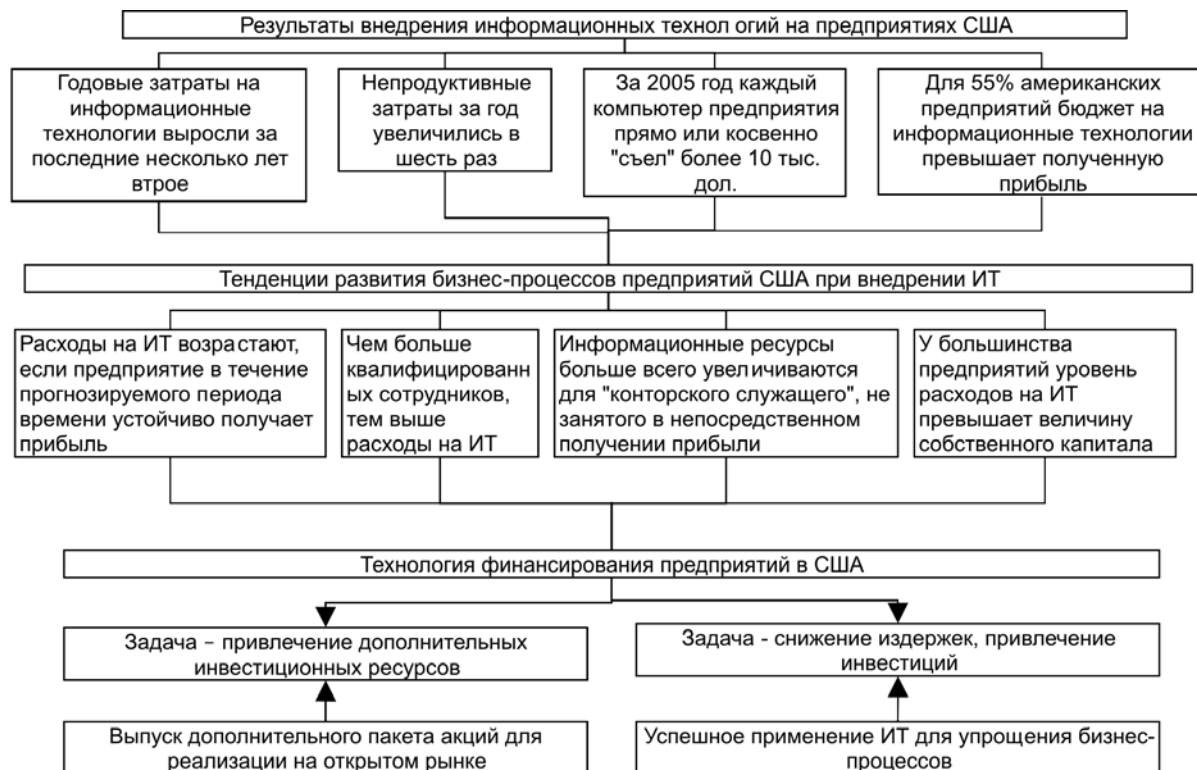 Результаты внедрения информационных технол огий на предприятиях США
Годовые затраты на
информационные
технологии выросли за
последние несколько лет
втрое
Непродуктивные
затраты за год
увеличились в
шесть раз
За 2005 год каждый
компьютер предприятия
прямо или косвенно
"съел" более 10 тыс.
дол.
Для 55% американских
предприятий бюджет на
информационные технологии
превышает полученную
прибыль
Тенденции развития бизнес-процессов предприятий США при внедрении ИТ
Расходы на ИТ возрастают,
если предприятие в течение
прогнозируемого периода
времени устойчиво получает
прибыль
Чем больше
квалифицированн
ых сотрудников,
тем выше
расходы на ИТ
Информационные ресурсы
больше всего увеличиваются
для "конторского служащего", не
занятого в непосредственном
получении прибыли
У большинства
предприятий уровень
расходов на ИТ
превышает величину
собственного капитала
Технология финансирования предприятий в США
Задача – привлечение дополнительных
инвестиционных ресурсов
Задача - снижение издержек, привлечение
инвестиций
Выпуск дополнительного пакета акций для
реализации на открытом рынке
Успешное применение ИТ для упрощения бизнес-
процессов